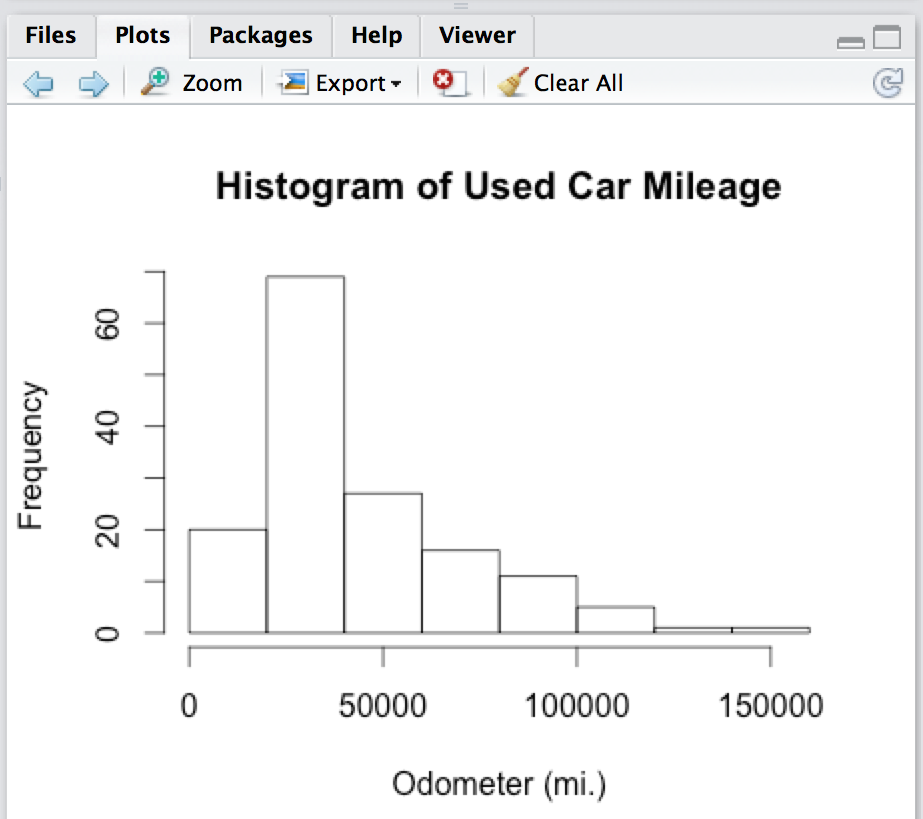 Files Plots Packages Help Viewer
Zoom Export Clear All
Histogram of Used Car Mileage
Frequency
60
40
20
0
0 50000 100000 150000
Odometer (mi.)